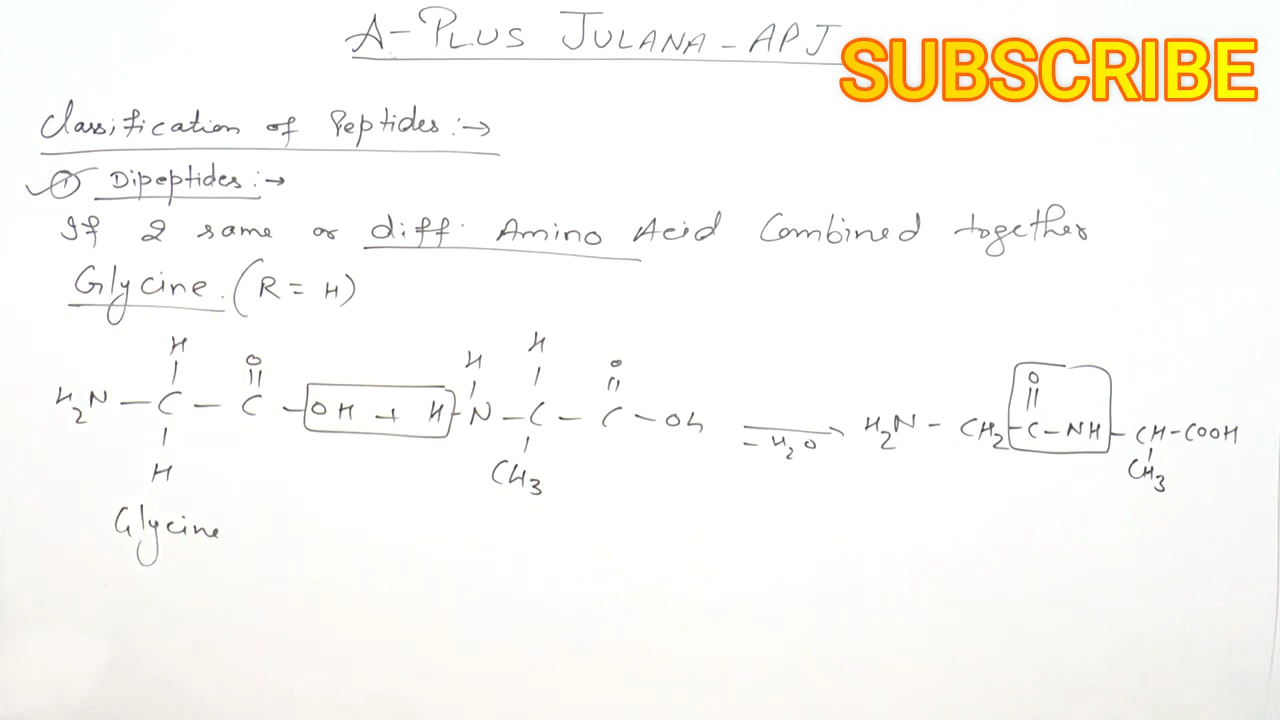 A-PLUS JULANA-APJ
SUBSCRIBE
Classification of Peptides:→
① Dipeptides:→
If 2 same or diff. Amino Acid Combined together
Glycine. (R = H)
H H H
O O O
H₂N — C — C — OH + H — N — C — C — OH —H₂O→ H₂N — CH₂ — C — NH — CH — COOH
H CH₃ CH₃
Glycine